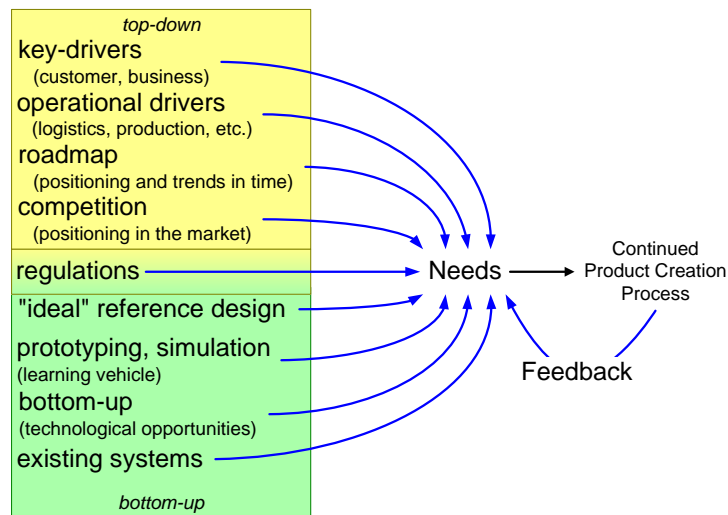 top-down
key-drivers
(customer, business)
operational drivers
(logistics, production, etc.)
roadmap
(positioning and trends in time)
competition
(positioning in the market)
regulations
"ideal" reference design
prototyping, simulation
(learning vehicle)
bottom-up
(technological opportunities)
existing systems
bottom-up
Needs
Continued
Product Creation
Process
Feedback